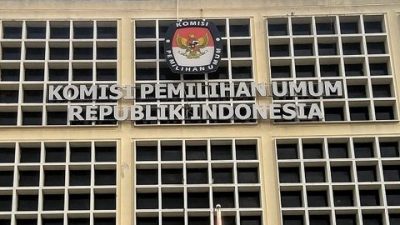 KOMISI
PEMILIHAN UMUM
KOMISI PEMILIHAN UMUM
REPUBLIK INDONESIA